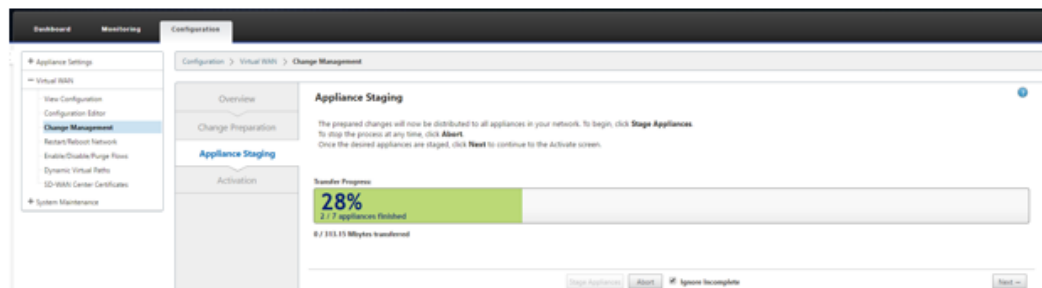 Dashboard Monitoring Configuration
+ Appliance Settings
− Virtual WAN
View Configuration
Configuration Editor
Change Management
Restart/Reboot Network
Enable/Disable/Purge Flows
Dynamic Virtual Paths
SD-WAN Center Certificates
+ System Maintenance
Configuration > Virtual WAN > Change Management
Overview
Change Preparation
Appliance Staging
Activation
Appliance Staging
?
The prepared changes will now be distributed to all appliances in your network. To begin, click Stage Appliances.
To stop the process at any time, click Abort.
Once the desired appliances are staged, click Next to continue to the Activate screen.
Transfer Progress:
28%
2 / 7 appliances finished
0 / 313.15 Mbytes transferred
Stage Appliances Abort Ignore Incomplete Next →